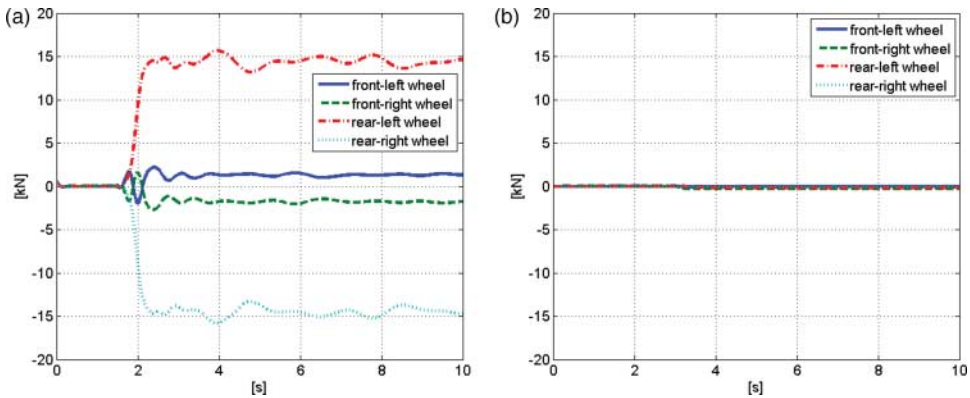 (a)
20
15
10
5
0
-5
-10
-15
-20
[kN]
0 2 4 6 8 10
[s]
front-left wheel
front-right wheel
rear-left wheel
rear-right wheel
(b)
20
15
10
5
0
-5
-10
-15
-20
[kN]
0 2 4 6 8 10
[s]
front-left wheel
front-right wheel
rear-left wheel
rear-right wheel